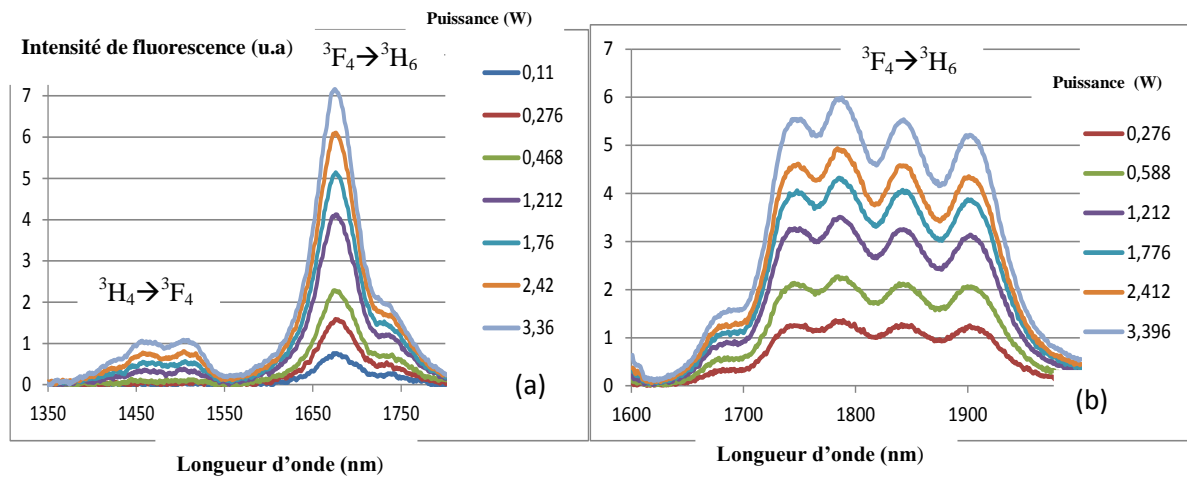 Puissance (W)
Intensité de fluorescence (u.a)
³F₄→³H₆
7
6
5
4
3
2
1
0
³H₄→³F₄
1350 1450 1550 1650 1750
0,11
0,276
0,468
1,212
1,76
2,42
3,36
(a)
Longueur d’onde (nm)
³F₄→³H₆
Puissance (W)
7
6
5
4
3
2
1
0
1600 1700 1800 1900
0,276
0,588
1,212
1,776
2,412
3,396
(b)
Longueur d’onde (nm)